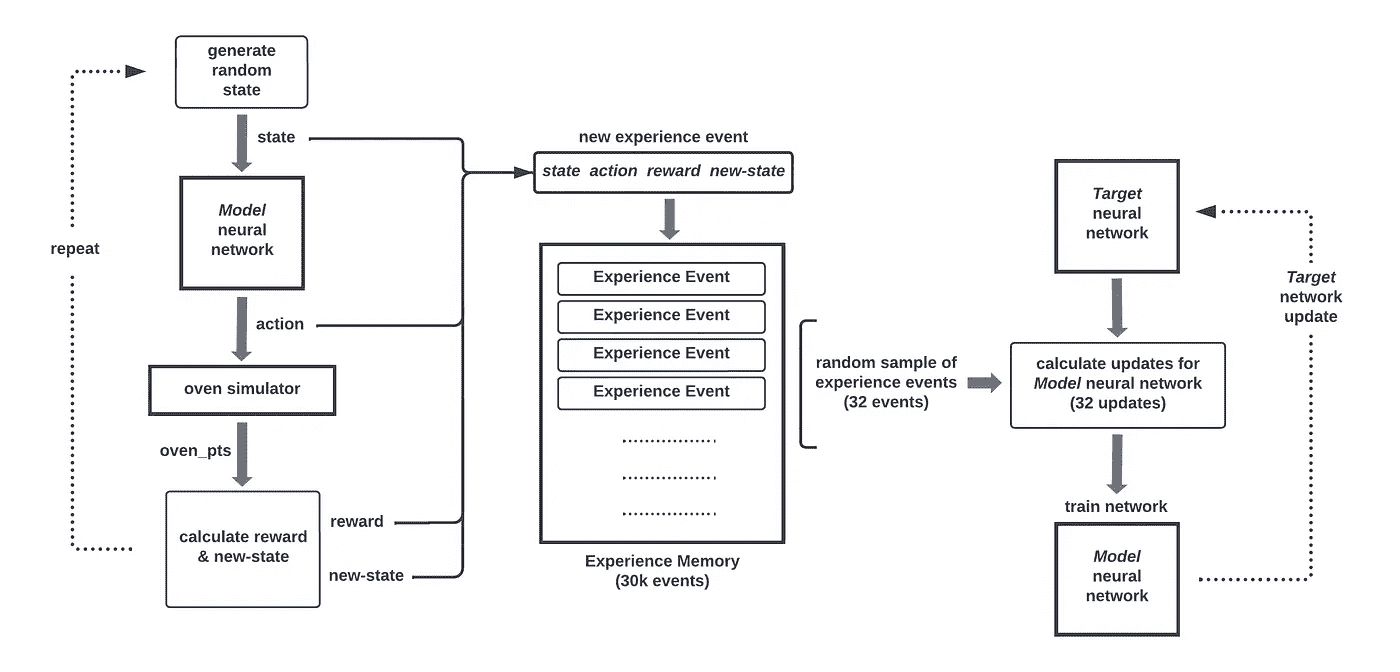 generate
random
state
state
Model
neural
network
repeat
action
oven simulator
oven_pts
calculate reward
& new-state
reward
new-state
new experience event
state action reward new-state
Experience Event
Experience Event
Experience Event
Experience Event
Experience Memory
(30k events)
random sample of
experience events
(32 events)
Target
neural
network
calculate updates for
Model neural network
(32 updates)
train network
Model
neural
network
Target
network
update